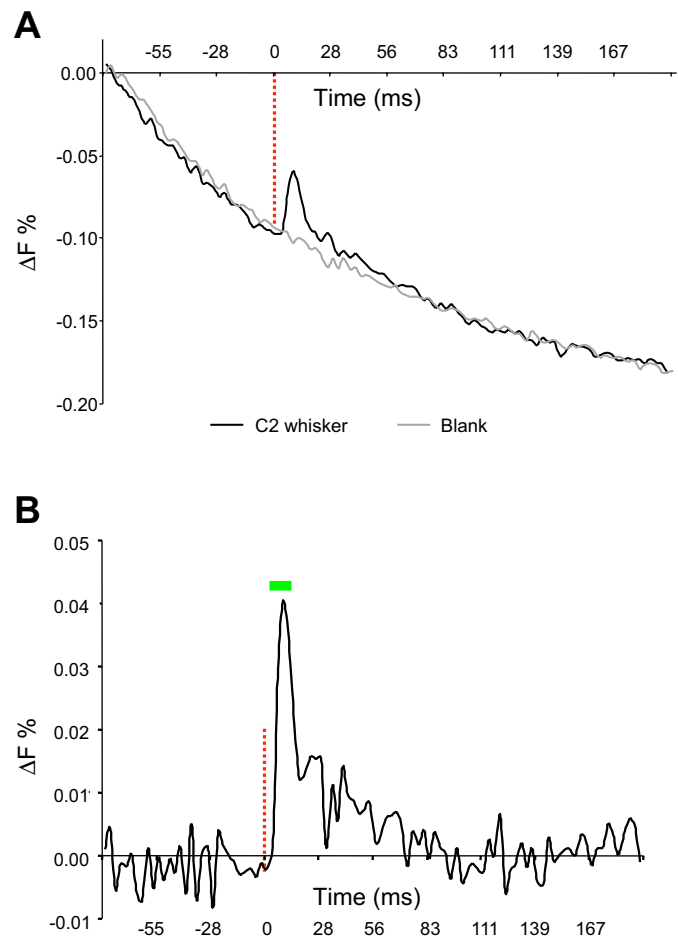 A
-55 -28 0 28 56 83 111 139 167
0.00
Time (ms)
-0.05
-0.10
-0.15
-0.20
ΔF %
C2 whisker Blank
B
0.05
0.04
0.03
0.02
0.01
0.00
-0.01
ΔF %
Time (ms)
-55 -28 0 28 56 83 111 139 167